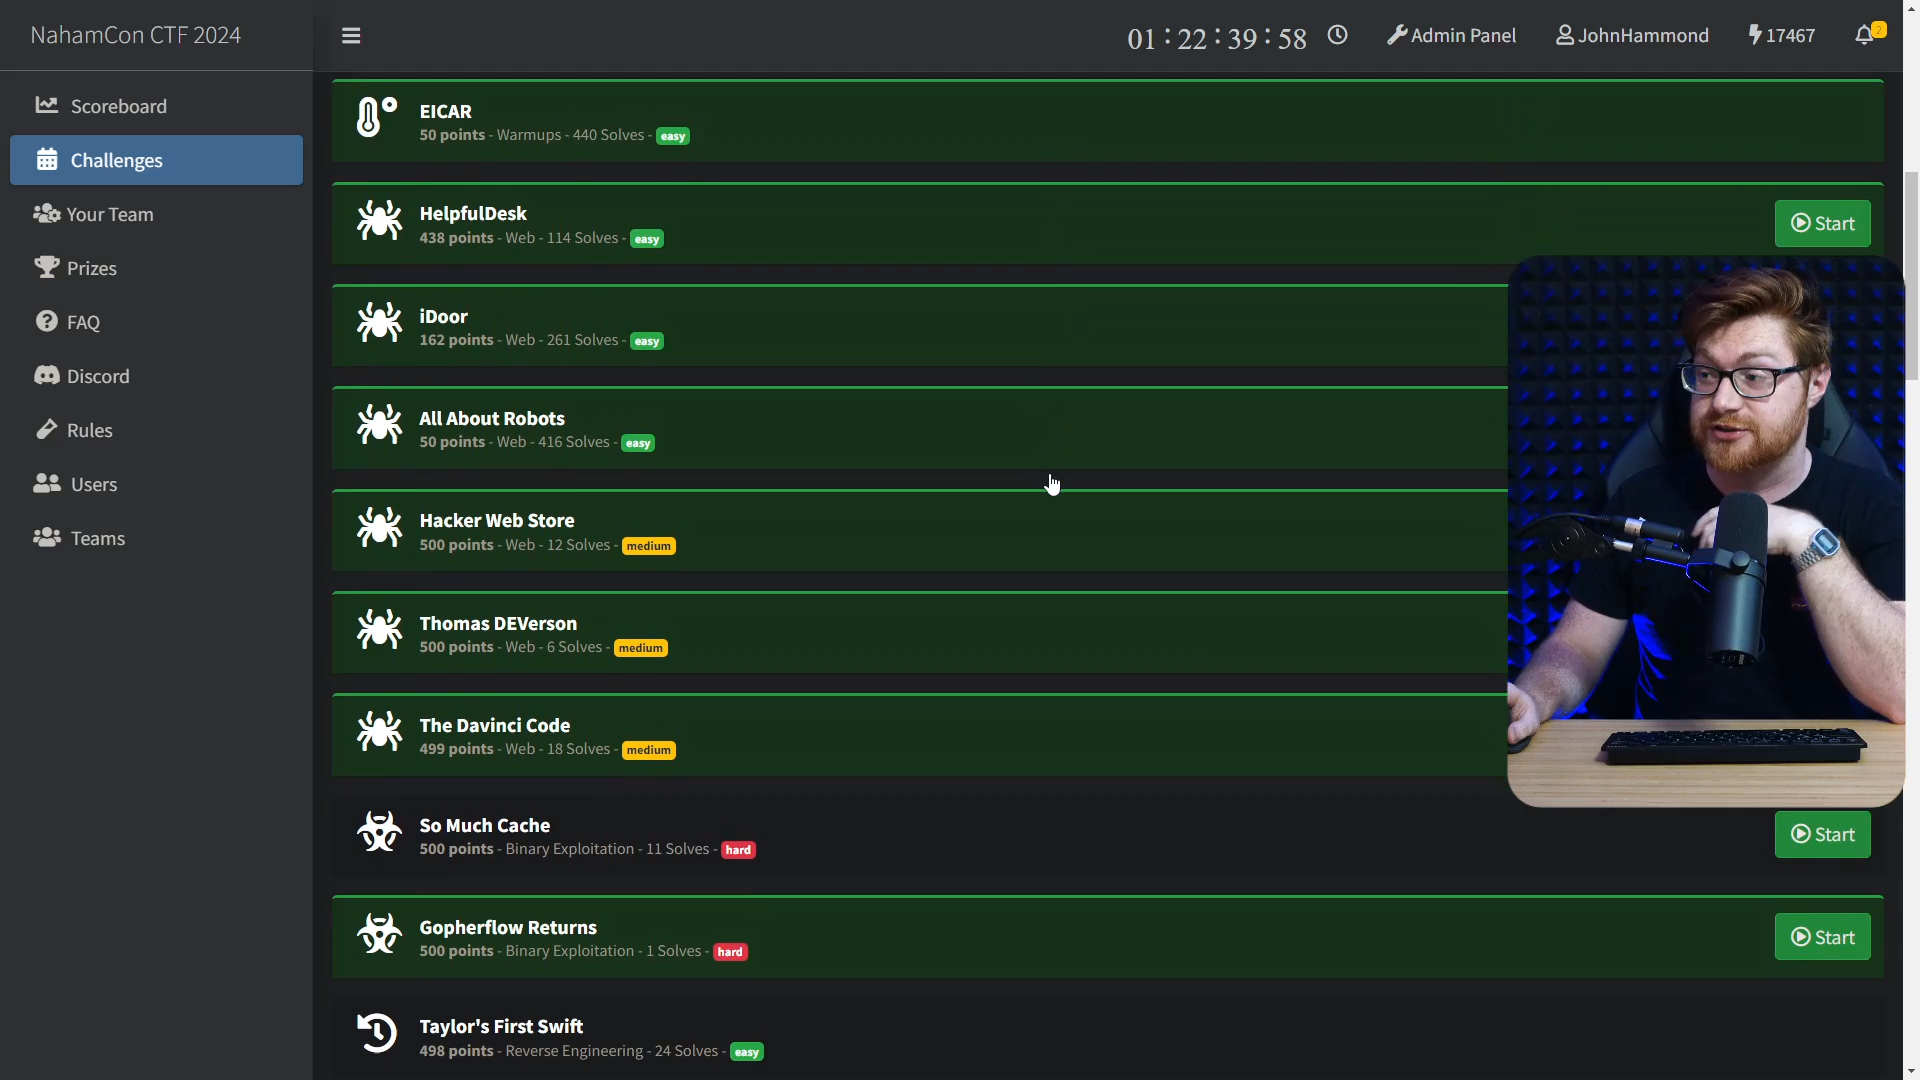 NahamCon CTF 2024
01 : 22 : 39 : 58
Admin Panel
JohnHammond
17467
2
Scoreboard
Challenges
Your Team
Prizes
FAQ
Discord
Rules
Users
Teams
EICAR
50 points - Warmups - 440 Solves - easy
HelpfulDesk
438 points - Web - 114 Solves - easy
Start
iDoor
162 points - Web - 261 Solves - easy
All About Robots
50 points - Web - 416 Solves - easy
Hacker Web Store
500 points - Web - 12 Solves - medium
Thomas DEVerson
500 points - Web - 6 Solves - medium
The Davinci Code
499 points - Web - 18 Solves - medium
So Much Cache
500 points - Binary Exploitation - 11 Solves - hard
Start
Gopherflow Returns
500 points - Binary Exploitation - 1 Solves - hard
Start
Taylor's First Swift
498 points - Reverse Engineering - 24 Solves - easy